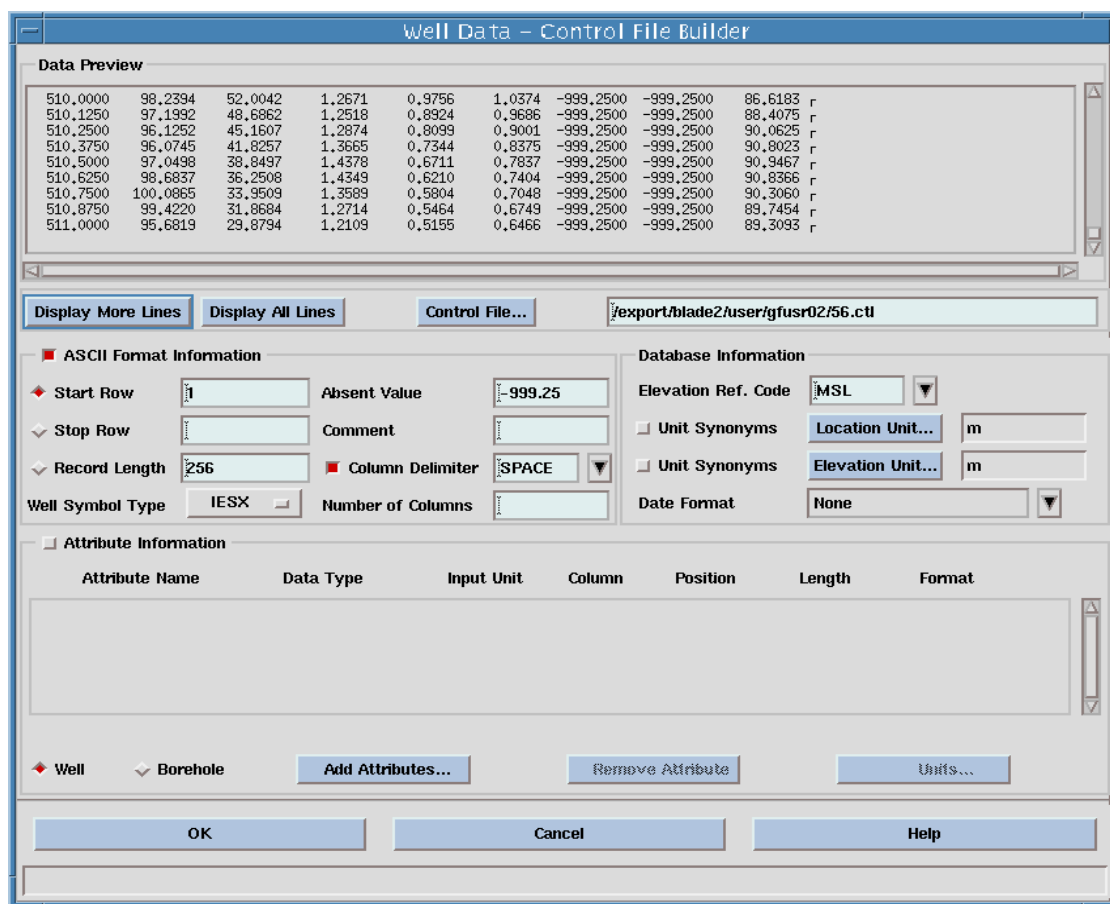 Well Data – Control File Builder
Data Preview
510.0000 98.2394 52.0042 1.2671 0.9756 1.0374 -999.2500 -999.2500 86.6183 r
510.1250 97.1992 48.6862 1.2518 0.8924 0.9686 -999.2500 -999.2500 88.4075 r
510.2500 96.1252 45.1607 1.2874 0.8099 0.9001 -999.2500 -999.2500 90.0625 r
510.3750 96.0745 41.8257 1.3665 0.7344 0.8375 -999.2500 -999.2500 90.8023 r
510.5000 97.0498 38.8497 1.4378 0.6711 0.7837 -999.2500 -999.2500 90.9467 r
510.6250 98.6837 36.2508 1.4349 0.6210 0.7404 -999.2500 -999.2500 90.8366 r
510.7500 100.0865 33.9509 1.3589 0.5804 0.7048 -999.2500 -999.2500 90.3060 r
510.8750 99.4220 31.8684 1.2714 0.5464 0.6749 -999.2500 -999.2500 89.7454 r
511.0000 95.6819 29.8794 1.2109 0.5155 0.6466 -999.2500 -999.2500 89.3093 r
Display More Lines Display All Lines Control File... /export/blade2/user/gfusr02/56.ctl
ASCII Format Information Database Information
Start Row 1 Absent Value -999.25 Elevation Ref. Code MSL
Stop Row Comment Unit Synonyms Location Unit... m
Record Length 256 Column Delimiter SPACE Unit Synonyms Elevation Unit... m
Well Symbol Type IESX Number of Columns Date Format None
Attribute Information
Attribute Name Data Type Input Unit Column Position Length Format
Well Borehole Add Attributes... Remove Attribute Units...
OK Cancel Help